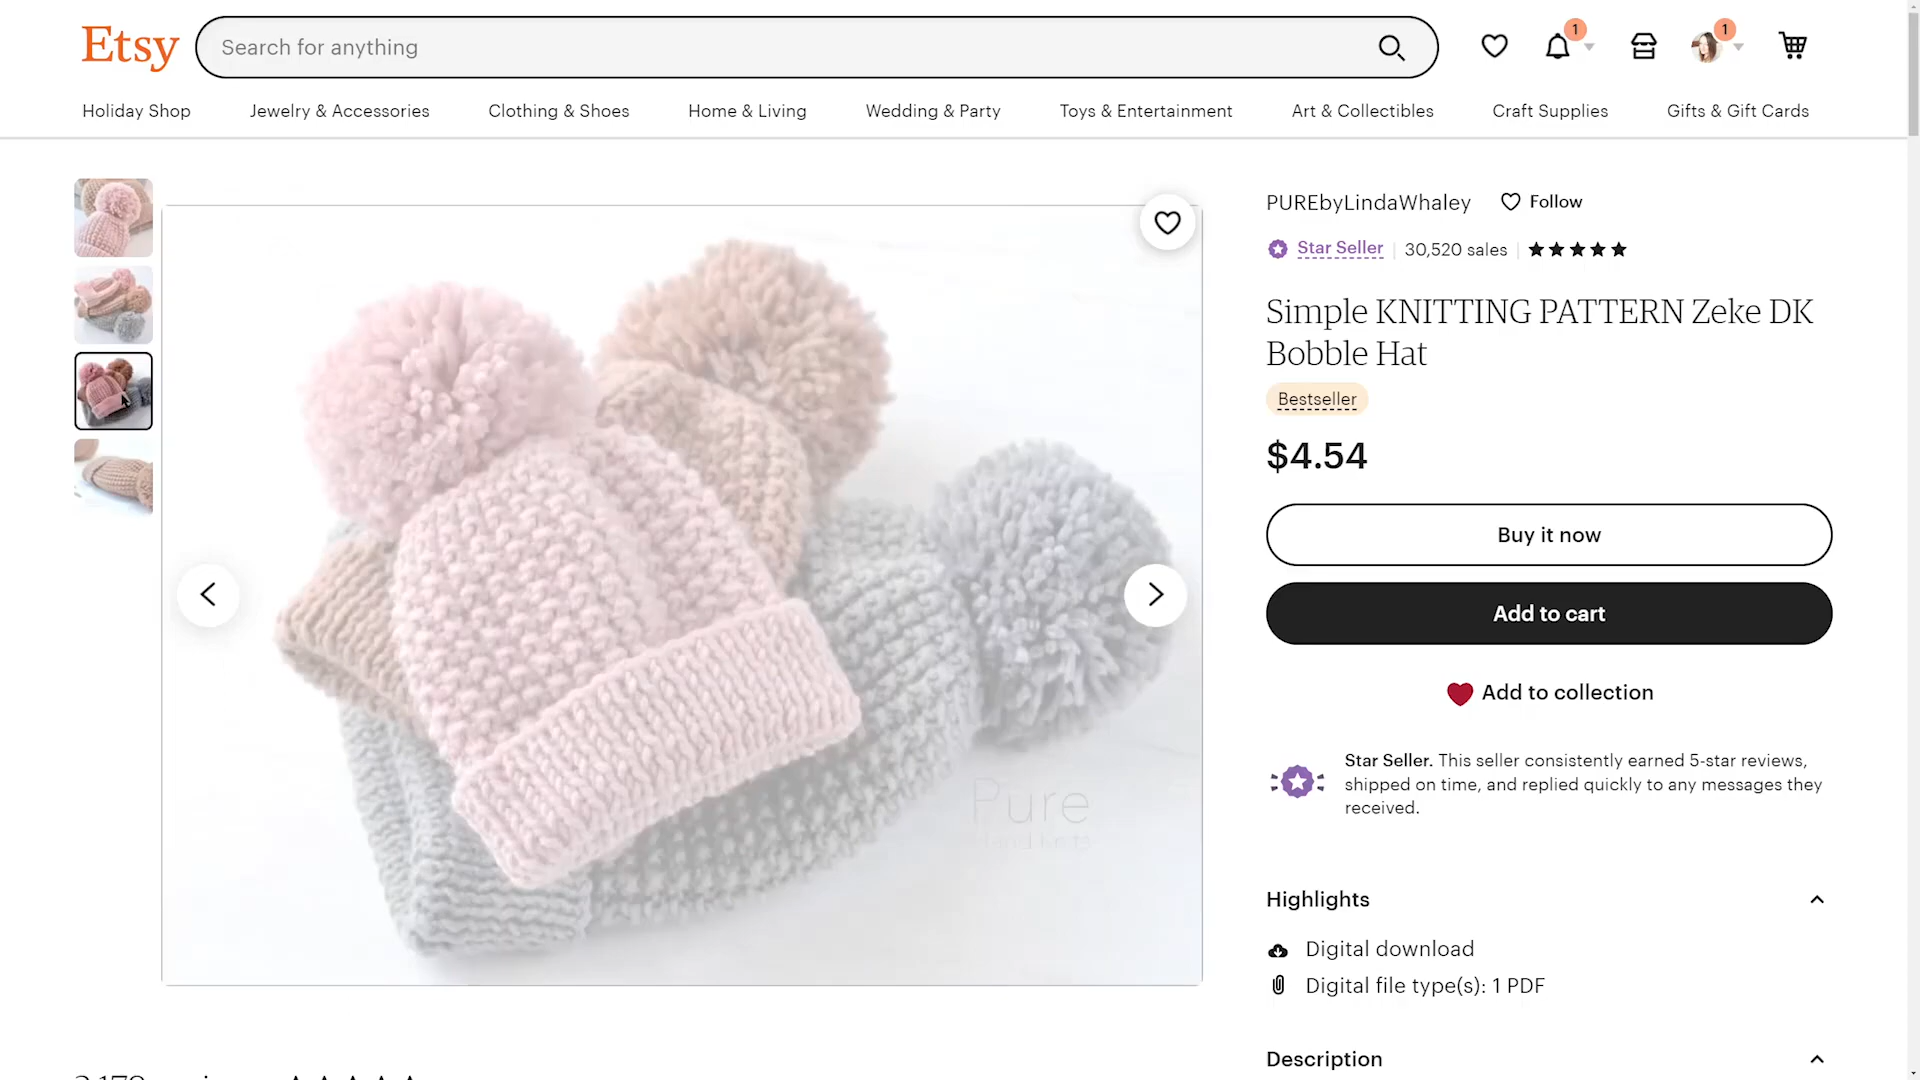 Etsy
Search for anything
1
1
Holiday Shop
Jewelry & Accessories
Clothing & Shoes
Home & Living
Wedding & Party
Toys & Entertainment
Art & Collectibles
Craft Supplies
Gifts & Gift Cards
PUREbyLindaWhaley
Follow
Star Seller
30,520 sales
Simple KNITTING PATTERN Zeke DK
Bobble Hat
Bestseller
$4.54
Buy it now
Add to cart
Add to collection
Star Seller. This seller consistently earned 5-star reviews,
shipped on time, and replied quickly to any messages they
received.
Pure
Hand Knits
Highlights
Digital download
Digital file type(s): 1 PDF
Description